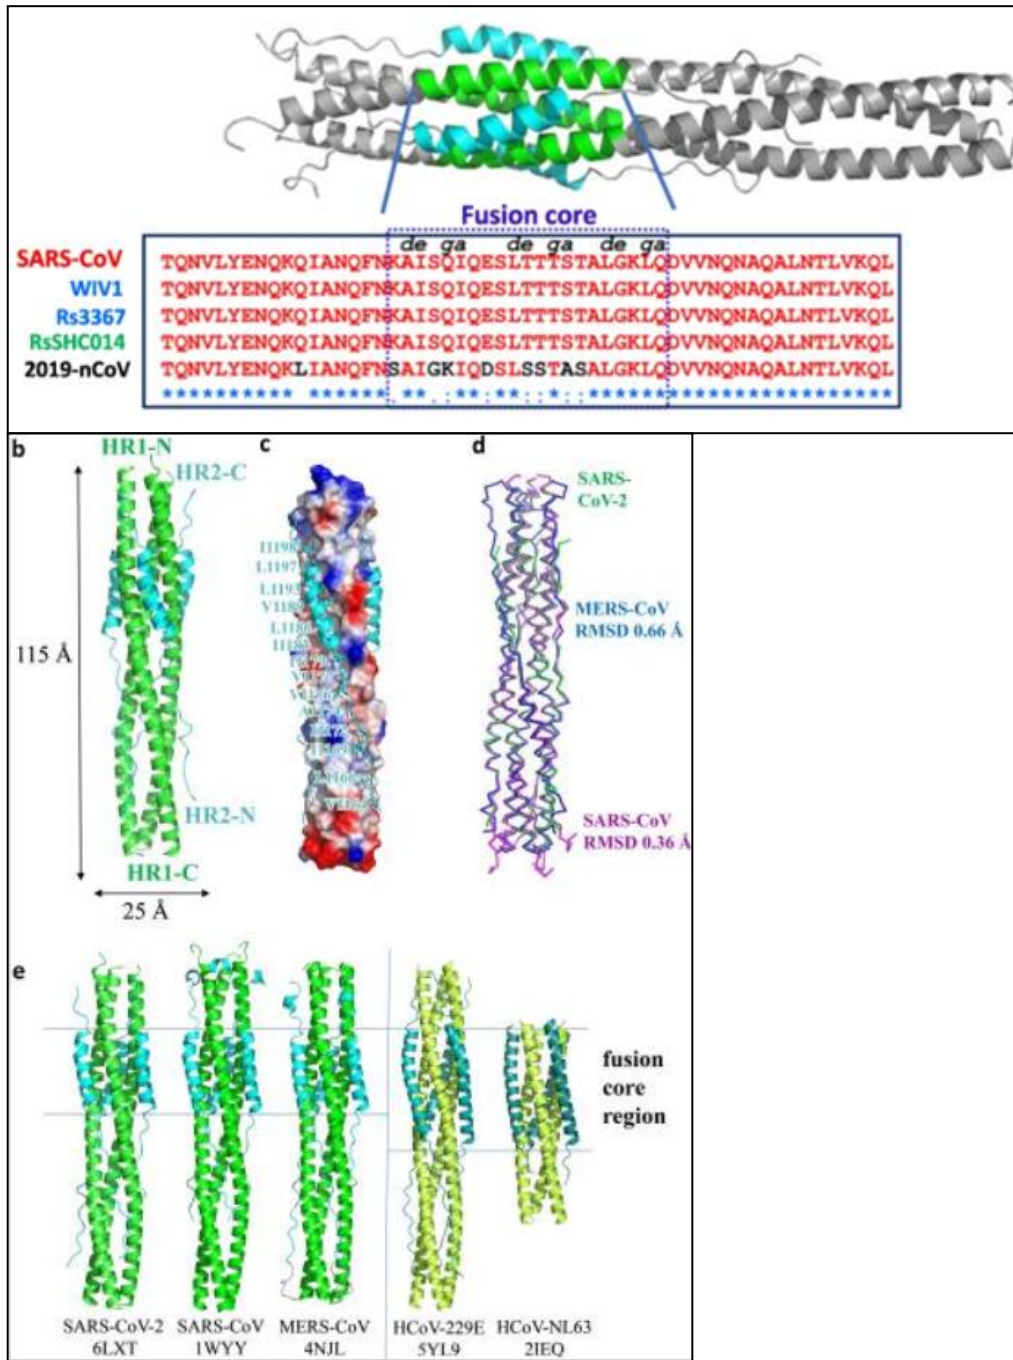 Fusion core
de ga de ga de ga
SARS-CoV TQNVLYENQKQIANQFNKAISQIQESLTTTSTALGKLQDVVNQNAQALNTLVKQL
WIV1 TQNVLYENQKQIANQFNKAISQIQESLTTTSTALGKLQDVVNQNAQALNTLVKQL
Rs3367 TQNVLYENQKQIANQFNKAISQIQESLTTTSTALGKLQDVVNQNAQALNTLVKQL
RsSHC014 TQNVLYENQKQIANQFNKAISQIQESLTTTSTALGKLQDVVNQNAQALNTLVKQL
2019-nCoV TQNVLYENQKLIANQFNSAIGKIQDSLSSTASALGKLQDVVNQNAQALNTLVKQL
********** ******.**.:**:**::*::***********************
b
HR1-N
HR2-C
115 Å
HR2-N
HR1-C
25 Å
c
I1198
L1197
L1193
d
SARS-
CoV-2
MERS-CoV
RMSD 0.66 Å
SARS-CoV
RMSD 0.36 Å
e
fusion
core
region
SARS-CoV-2 SARS-CoV MERS-CoV HCoV-229E HCoV-NL63
6LXT 1WYY 4NJL 5YL9 2IEQ